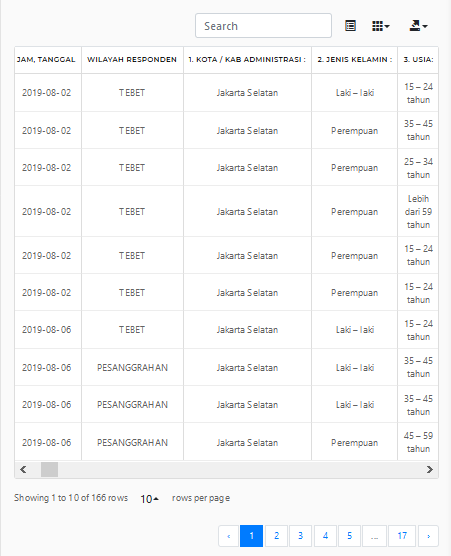 Search
JAM, TANGGAL WILAYAH RESPONDEN 1. KOTA / KAB ADMINISTRASI : 2. JENIS KELAMIN : 3. USIA:
2019-08-02 TEBET Jakarta Selatan Laki – laki 15 – 24 tahun
2019-08-02 TEBET Jakarta Selatan Perempuan 35 – 45 tahun
2019-08-02 TEBET Jakarta Selatan Perempuan 25 – 34 tahun
2019-08-02 TEBET Jakarta Selatan Perempuan Lebih dari 59 tahun
2019-08-02 TEBET Jakarta Selatan Perempuan 15 – 24 tahun
2019-08-02 TEBET Jakarta Selatan Perempuan 15 – 24 tahun
2019-08-06 TEBET Jakarta Selatan Laki – laki 15 – 24 tahun
2019-08-06 PESANGGRAHAN Jakarta Selatan Laki – laki 35 – 45 tahun
2019-08-06 PESANGGRAHAN Jakarta Selatan Laki – laki 35 – 45 tahun
2019-08-06 PESANGGRAHAN Jakarta Selatan Perempuan 45 – 59 tahun
Showing 1 to 10 of 166 rows 10 rows per page
‹ 1 2 3 4 5 ... 17 ›